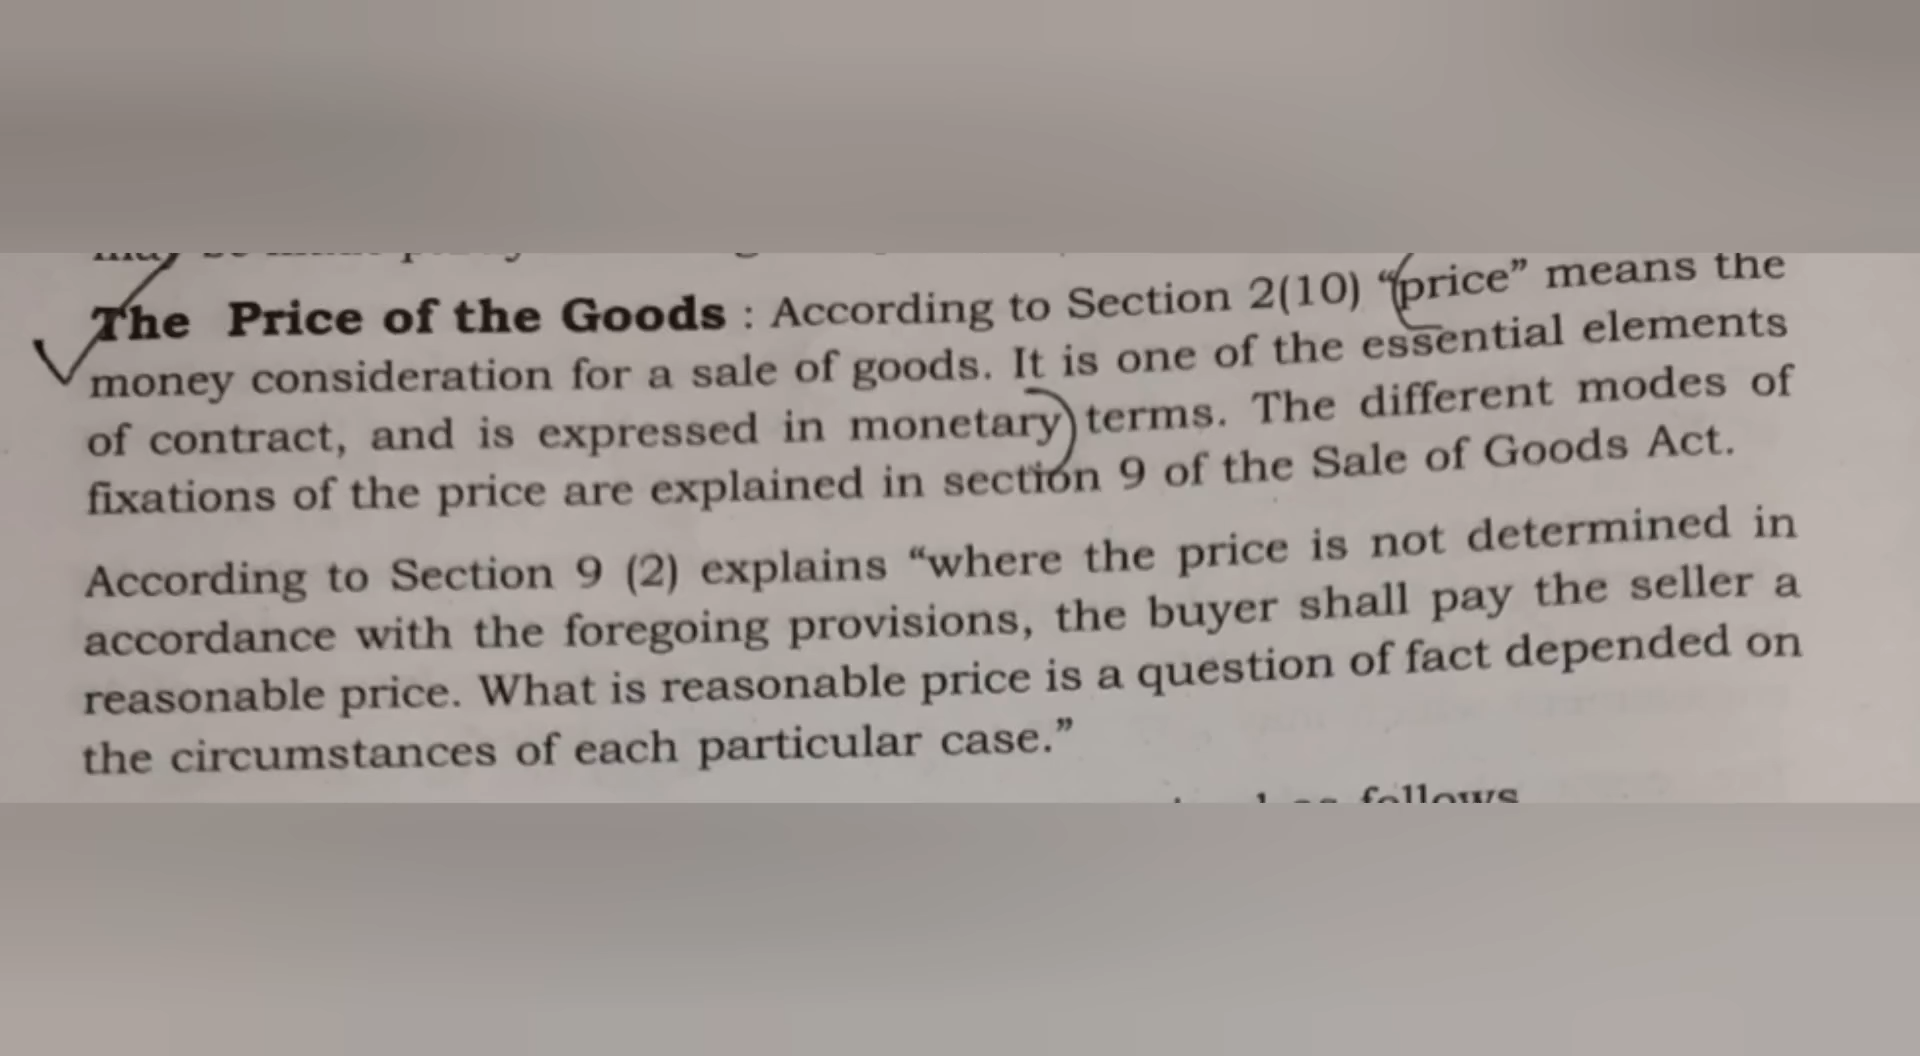 The Price of the Goods : According to Section 2(10) “price” means the
money consideration for a sale of goods. It is one of the essential elements
of contract, and is expressed in monetary terms. The different modes of
fixations of the price are explained in section 9 of the Sale of Goods Act.
According to Section 9 (2) explains “where the price is not determined in
accordance with the foregoing provisions, the buyer shall pay the seller a
reasonable price. What is reasonable price is a question of fact depended on
the circumstances of each particular case.”
follows